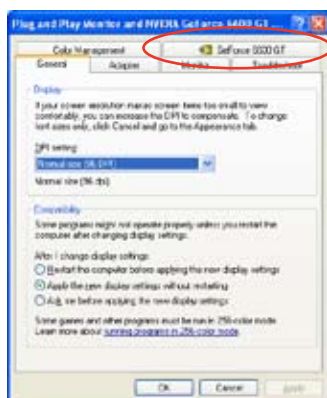 Plug and Play Monitor and NVIDIA GeForce 6600 GT ...
Color Management
GeForce 6600 GT
General
Adapter
Monitor
Troubleshoot
Display
If your screen resolution makes screen items too small to view
comfortably, you can increase the DPI to compensate. To change
font sizes only, click Cancel and go to the Appearance tab.
DPI setting:
Normal size (96 DPI)
Normal size (96 dpi)
Compatibility
Some programs might not operate properly unless you restart the
computer after changing display settings.
After I change display settings:
Restart the computer before applying the new display settings
Apply the new display settings without restarting
Ask me before applying the new display settings
Some games and other programs must be run in 256-color mode.
Learn more about running programs in 256-color mode.
OK
Cancel
Apply